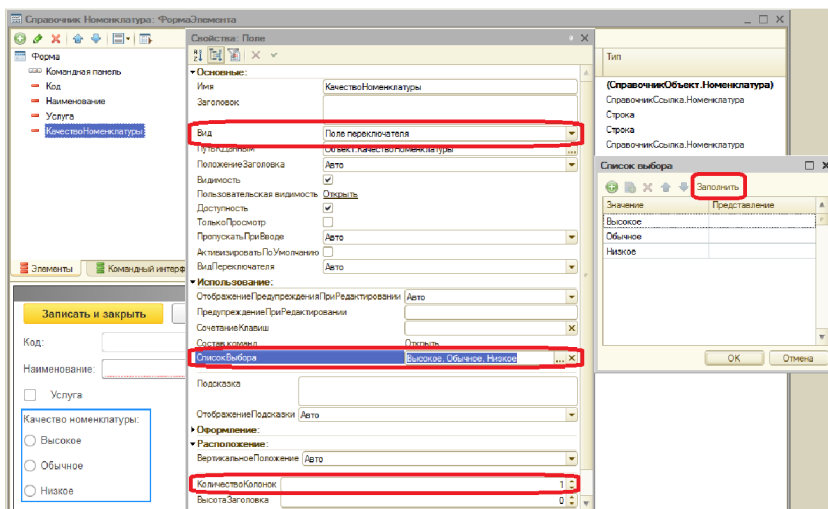 Справочник Номенклатура: ФормаЭлемента
Форма
Командная панель
Код
Наименование
Услуга
КачествоНоменклатуры
Элементы
Командный интерф
Записать и закрыть
Код:
Наименование:
Услуга
Качество номенклатуры:
Высокое
Обычное
Низкое
Свойства: Поле
Основные:
Имя КачествоНоменклатуры
Заголовок
Вид Поле переключателя
ПутьКДанным Объект.КачествоНоменклатуры
ПоложениеЗаголовка Авто
Видимость
Пользовательская видимость Открыть
Доступность
ТолькоПросмотр
ПропускатьПриВводе Авто
АктивизироватьПоУмолчанию
ВидПереключателя Авто
Использование:
ОтображениеПредупрежденияПриРедактировании Авто
ПредупреждениеПриРедактировании
СочетаниеКлавиш
Состав команд Открыть
СписокВыбора Высокое, Обычное, Низкое ...
Подсказка
ОтображениеПодсказки Авто
Оформление:
Расположение:
ВертикальноеПоложение Авто
КоличествоКолонок 1
ВысотаЗаголовка 0
Тип
(СправочникОбъект.Номенклатура)
СправочникСсылка.Номенклатура
Строка
Строка
СправочникСсылка.Номенклатура
Список выбора
Заполнить
Значение Представление
Высокое
Обычное
Низкое
OK Отмена